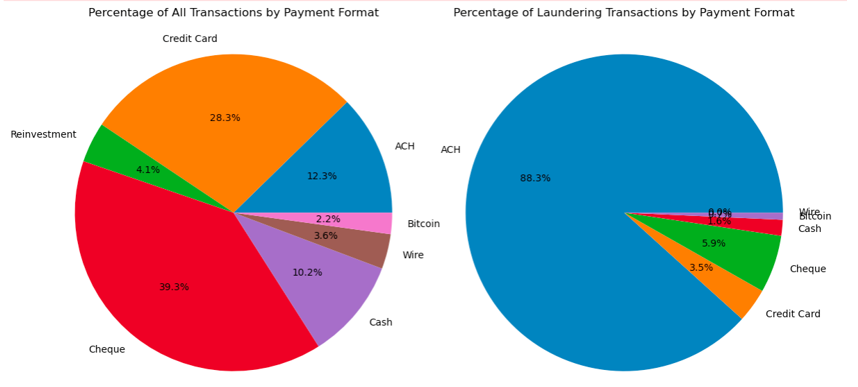 Percentage of All Transactions by Payment Format
Credit Card
28.3%
Reinvestment
ACH
4.1%
12.3%
2.2%
Bitcoin
3.6%
Wire
10.2%
39.3%
Cash
Cheque
Percentage of Laundering Transactions by Payment Format
ACH
88.3%
Wire
Bitcoin
1.6%
Cash
5.9%
Cheque
3.5%
Credit Card